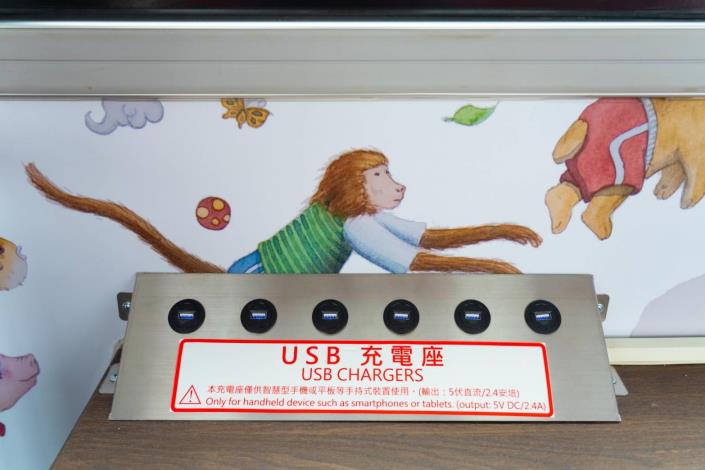 USB 充電座
USB CHARGERS
本充電座僅供智慧型手機或平板等手持式裝置使用。(輸出：5伏直流/2.4安培)
Only for handheld device such as smartphones or tablets. (output: 5V DC/2.4A)